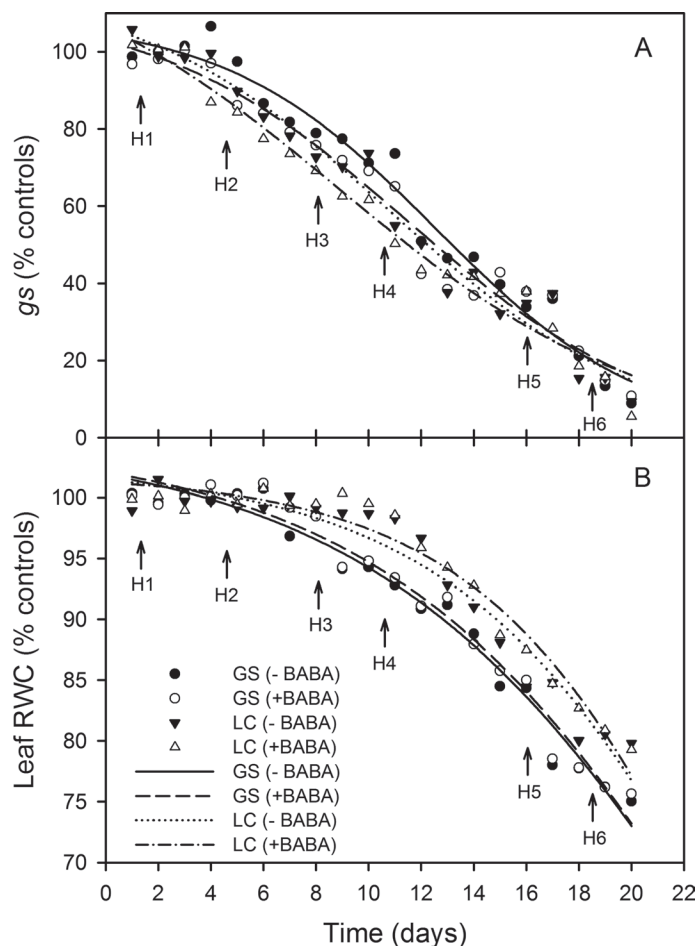 A
100
80
60
40
20
0
gs (% controls)
H1
H2
H3
H4
H5
H6
B
100
95
90
85
80
75
70
Leaf RWC (% controls)
H1
H2
H3
H4
H5
H6
GS (- BABA)
GS (+BABA)
LC (- BABA)
LC (+BABA)
GS (- BABA)
GS (+BABA)
LC (- BABA)
LC (+BABA)
0 2 4 6 8 10 12 14 16 18 20 22
Time (days)